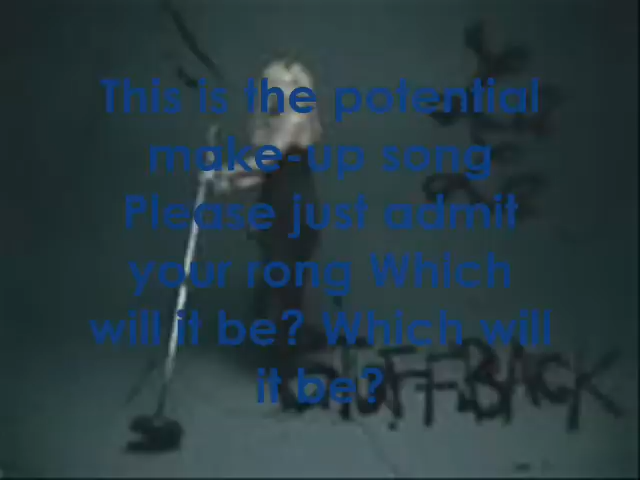 This is the potential
make-up song
Please just admit
your rong Which
will it be? Which will
it be?
BACK